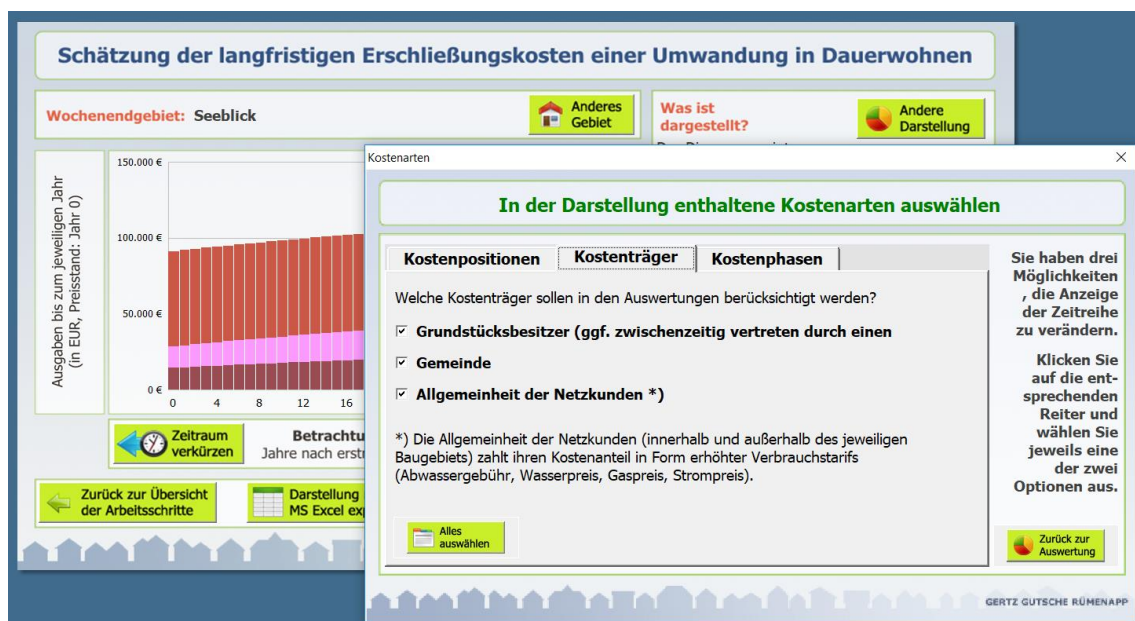 Schätzung der langfristigen Erschließungskosten einer Umwandung in Dauerwohnen
Wochenendgebiet: Seeblick
Anderes
Gebiet
Was ist
dargestellt?
Andere
Darstellung
Ausgaben bis zum jeweiligen Jahr
(in EUR, Preisstand: Jahr 0)
150.000 €
100.000 €
50.000 €
0 €
0 4 8 12 16
Zeitraum
verkürzen
Betrachtu
Jahre nach erst
Zurück zur Übersicht
der Arbeitsschritte
Darstellung
MS Excel ex
Kostenarten
In der Darstellung enthaltene Kostenarten auswählen
Kostenpositionen Kostenträger Kostenphasen
Welche Kostenträger sollen in den Auswertungen berücksichtigt werden?
Grundstücksbesitzer (ggf. zwischenzeitig vertreten durch einen
Gemeinde
Allgemeinheit der Netzkunden *)
*) Die Allgemeinheit der Netzkunden (innerhalb und außerhalb des jeweiligen
Baugebiets) zahlt ihren Kostenanteil in Form erhöhter Verbrauchstarifs
(Abwassergebühr, Wasserpreis, Gaspreis, Strompreis).
Alles
auswählen
Sie haben drei
Möglichkeiten
, die Anzeige
der Zeitreihe
zu verändern.
Klicken Sie
auf die ent-
sprechenden
Reiter und
wählen Sie
jeweils eine
der zwei
Optionen aus.
Zurück zur
Auswertung
GERTZ GUTSCHE RÜMENAPP